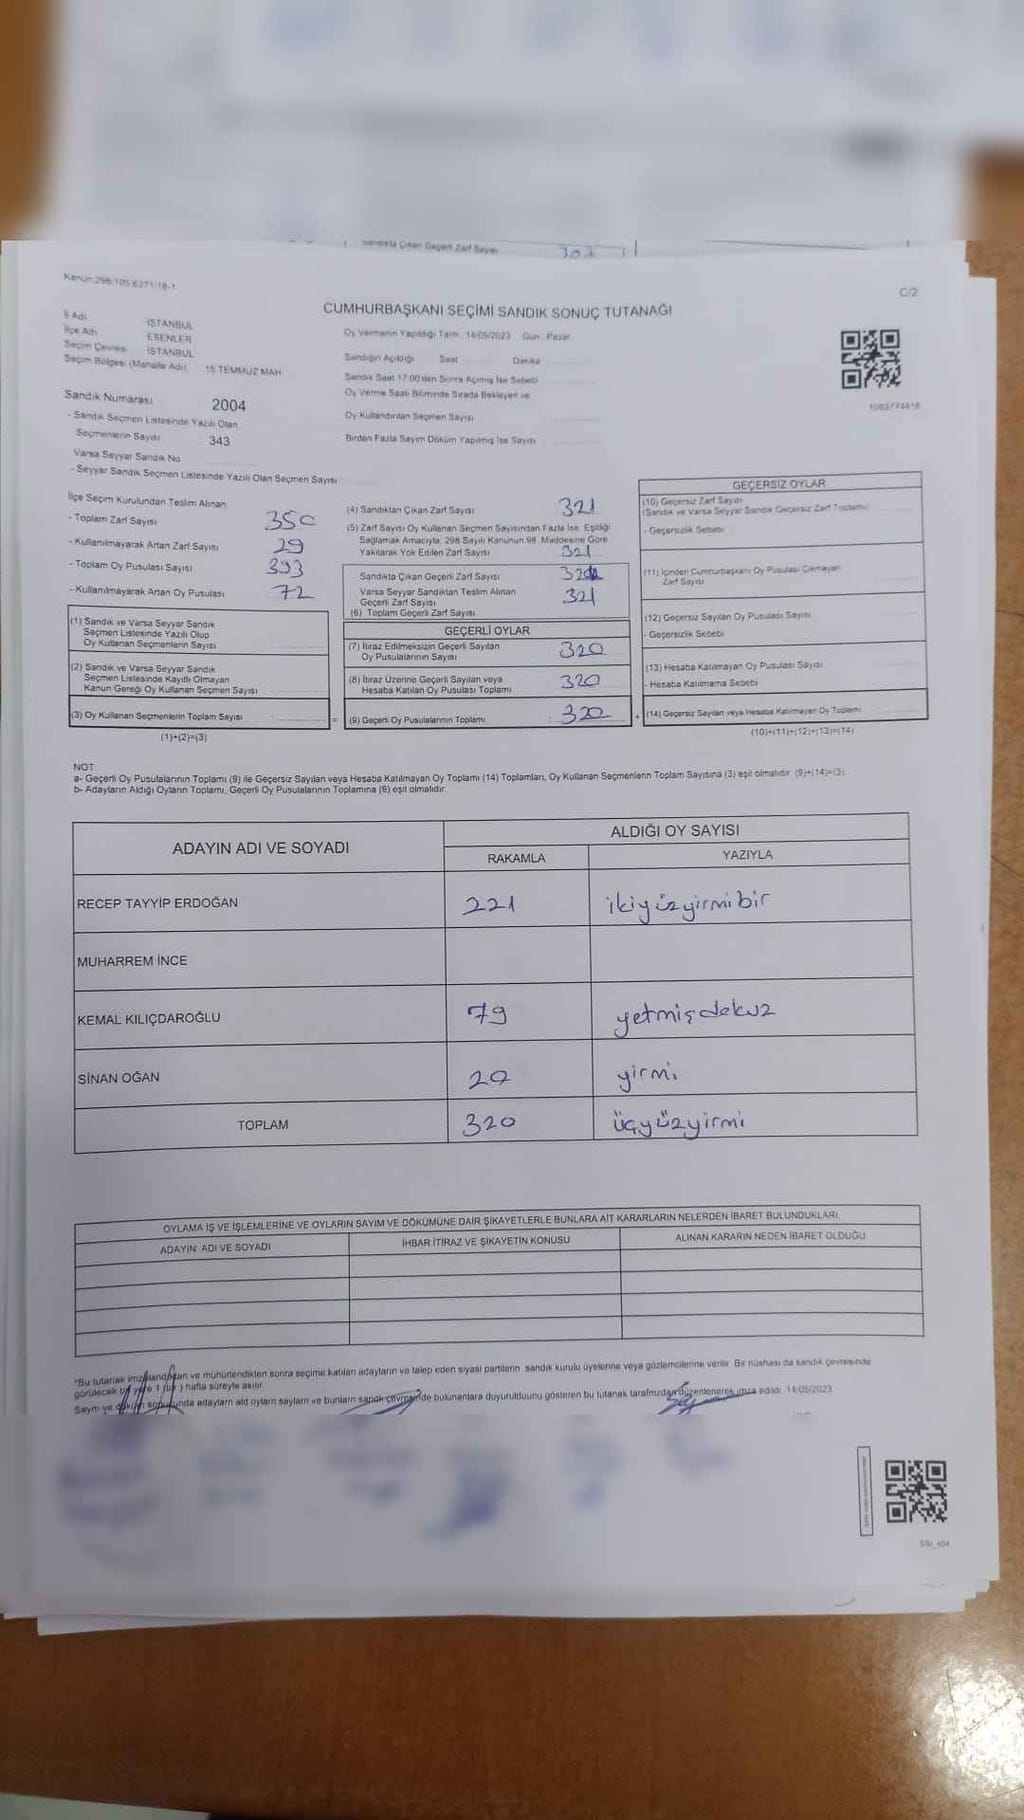 Sandıkta Çıkan Geçerli Zarf Sayısı 307
Kanun:298/105 6271/18-1
C/2
CUMHURBAŞKANI SEÇİMİ SANDIK SONUÇ TUTANAĞI
İl Adı İSTANBUL
İlçe Adı ESENLER
Seçim Çevresi İSTANBUL
Seçim Bölgesi (Mahalle Adı) 15 TEMMUZ MAH.
Oy Vermenin Yapıldığı Tarih: 14/05/2023 Gün: Pazar
Sandığın Açıldığı Saat Dakika
Sandık Saat 17:00'den Sonra Açılmış İse Sebebi
Oy Verme Saati Bitiminde Sırada Bekleyen ve
Oy Kullandırılan Seçmen Sayısı
Birden Fazla Sayım Döküm Yapılmış İse Sayısı
1083774416
Sandık Numarası 2004
- Sandık Seçmen Listesinde Yazılı Olan
Seçmenlerin Sayısı 343
Varsa Seyyar Sandık No
- Seyyar Sandık Seçmen Listesinde Yazılı Olan Seçmen Sayısı
İlçe Seçim Kurulundan Teslim Alınan:
- Toplam Zarf Sayısı 350
- Kullanılmayarak Artan Zarf Sayısı 29
- Toplam Oy Pusulası Sayısı 393
- Kullanılmayarak Artan Oy Pusulası 72
(1) Sandık ve Varsa Seyyar Sandık
Seçmen Listesinde Yazılı Olup
Oy Kullanan Seçmenlerin Sayısı
(2) Sandık ve Varsa Seyyar Sandık
Seçmen Listesinde Kayıtlı Olmayan
Kanun Gereği Oy Kullanan Seçmen Sayısı
(3) Oy Kullanan Seçmenlerin Toplam Sayısı
(1)+(2)=(3)
(4) Sandıktan Çıkan Zarf Sayısı 321
(5) Zarf Sayısı Oy Kullanan Seçmen Sayısından Fazla İse, Eşitliği
Sağlamak Amacıyla, 298 Sayılı Kanunun 98. Maddesine Göre
Yakılarak Yok Edilen Zarf Sayısı 321
Sandıkta Çıkan Geçerli Zarf Sayısı
Varsa Seyyar Sandıktan Teslim Alınan
Geçerli Zarf Sayısı 321
(6) Toplam Geçerli Zarf Sayısı
GEÇERLİ OYLAR
(7) İtiraz Edilmeksizin Geçerli Sayılan
Oy Pusulalarının Sayısı 320
(8) İtiraz Üzerine Geçerli Sayılan veya
Hesaba Katılan Oy Pusulası Toplamı 320
= (9) Geçerli Oy Pusulalarının Toplamı 320
GEÇERSİZ OYLAR
(10) Geçersiz Zarf Sayısı
(Sandık ve Varsa Seyyar Sandık Geçersiz Zarf Toplamı)
- Geçersizlik Sebebi
(11) İçinden Cumhurbaşkanı Oy Pusulası Çıkmayan
Zarf Sayısı
(12) Geçersiz Sayılan Oy Pusulası Sayısı
- Geçersizlik Sebebi
(13) Hesaba Katılmayan Oy Pusulası Sayısı
- Hesaba Katılmama Sebebi
+ (14) Geçersiz Sayılan veya Hesaba Katılmayan Oy Toplamı
(10)+(11)+(12)+(13)=(14)
NOT:
a- Geçerli Oy Pusulalarının Toplamı (9) ile Geçersiz Sayılan veya Hesaba Katılmayan Oy Toplamı (14) Toplamları, Oy Kullanan Seçmenlerin Toplam Sayısına (3) eşit olmalıdır. (9)+(14)=(3)
b- Adayların Aldığı Oyların Toplamı, Geçerli Oy Pusulalarının Toplamına (9) eşit olmalıdır.
ADAYIN ADI VE SOYADI ALDIĞI OY SAYISI
RAKAMLA YAZIYLA
RECEP TAYYİP ERDOĞAN 221 ikiyüzyirmibir
MUHARREM İNCE
KEMAL KILIÇDAROĞLU 79 yetmişdokuz
SİNAN OĞAN 20 yirmi
TOPLAM 320 üçyüzyirmi
OYLAMA İŞ VE İŞLEMLERİNE VE OYLARIN SAYIM VE DÖKÜMÜNE DAİR ŞİKAYETLERLE BUNLARA AİT KARARLARIN NELERDEN İBARET BULUNDUKLARI
ADAYIN ADI VE SOYADI İHBAR İTİRAZ VE ŞİKAYETİN KONUSU ALINAN KARARIN NEDEN İBARET OLDUĞU
*Bu tutanak imzalandıktan ve mühürlendikten sonra seçime katılan adayların ve talep eden siyasi partilerin sandık kurulu üyelerine veya gözlemcilerine verilir. Bir nüshası da sandık çevresinde
görülecek bir yere 1 (bir) hafta süreyle asılır.
Sayım ve döküm sonucunda adayların aldı oyların sayıları ve bunların sandık çevresinde bulunanlara duyurulduunu gösteren bu tutanak tarafımızdan düzenlenerek imza edildi. 14/05/2023